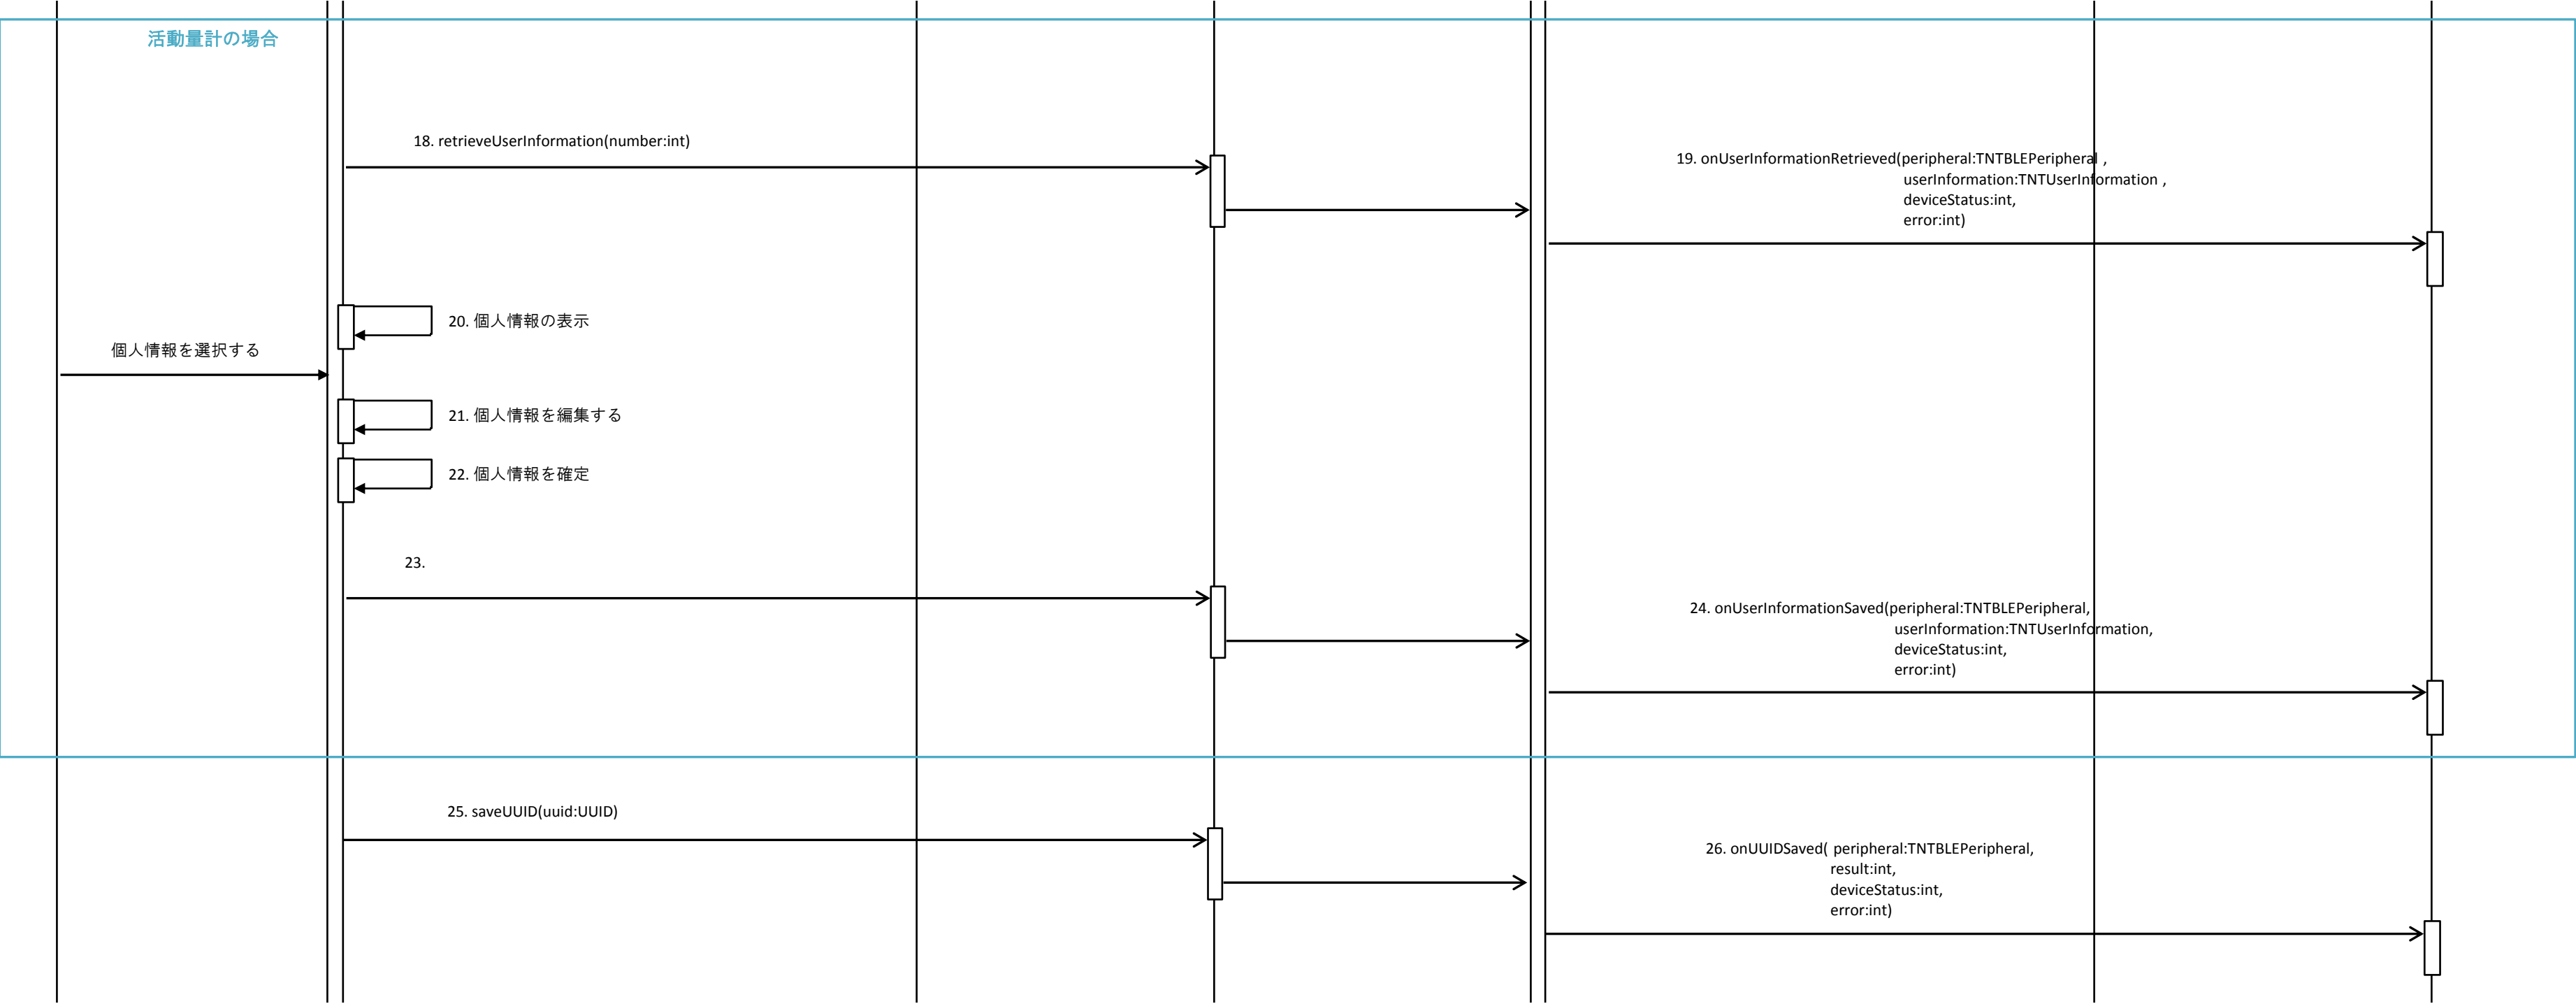 活動量計の場合
18. retrieveUserInformation(number:int)
19. onUserInformationRetrieved(peripheral:TNTBLEPeripheral ,
userInformation:TNTUserInformation ,
deviceStatus:int,
error:int)
20. 個人情報の表示
個人情報を選択する
21. 個人情報を編集する
22. 個人情報を確定
23.
24. onUserInformationSaved(peripheral:TNTBLEPeripheral,
userInformation:TNTUserInformation,
deviceStatus:int,
error:int)
25. saveUUID(uuid:UUID)
26. onUUIDSaved( peripheral:TNTBLEPeripheral,
result:int,
deviceStatus:int,
error:int)